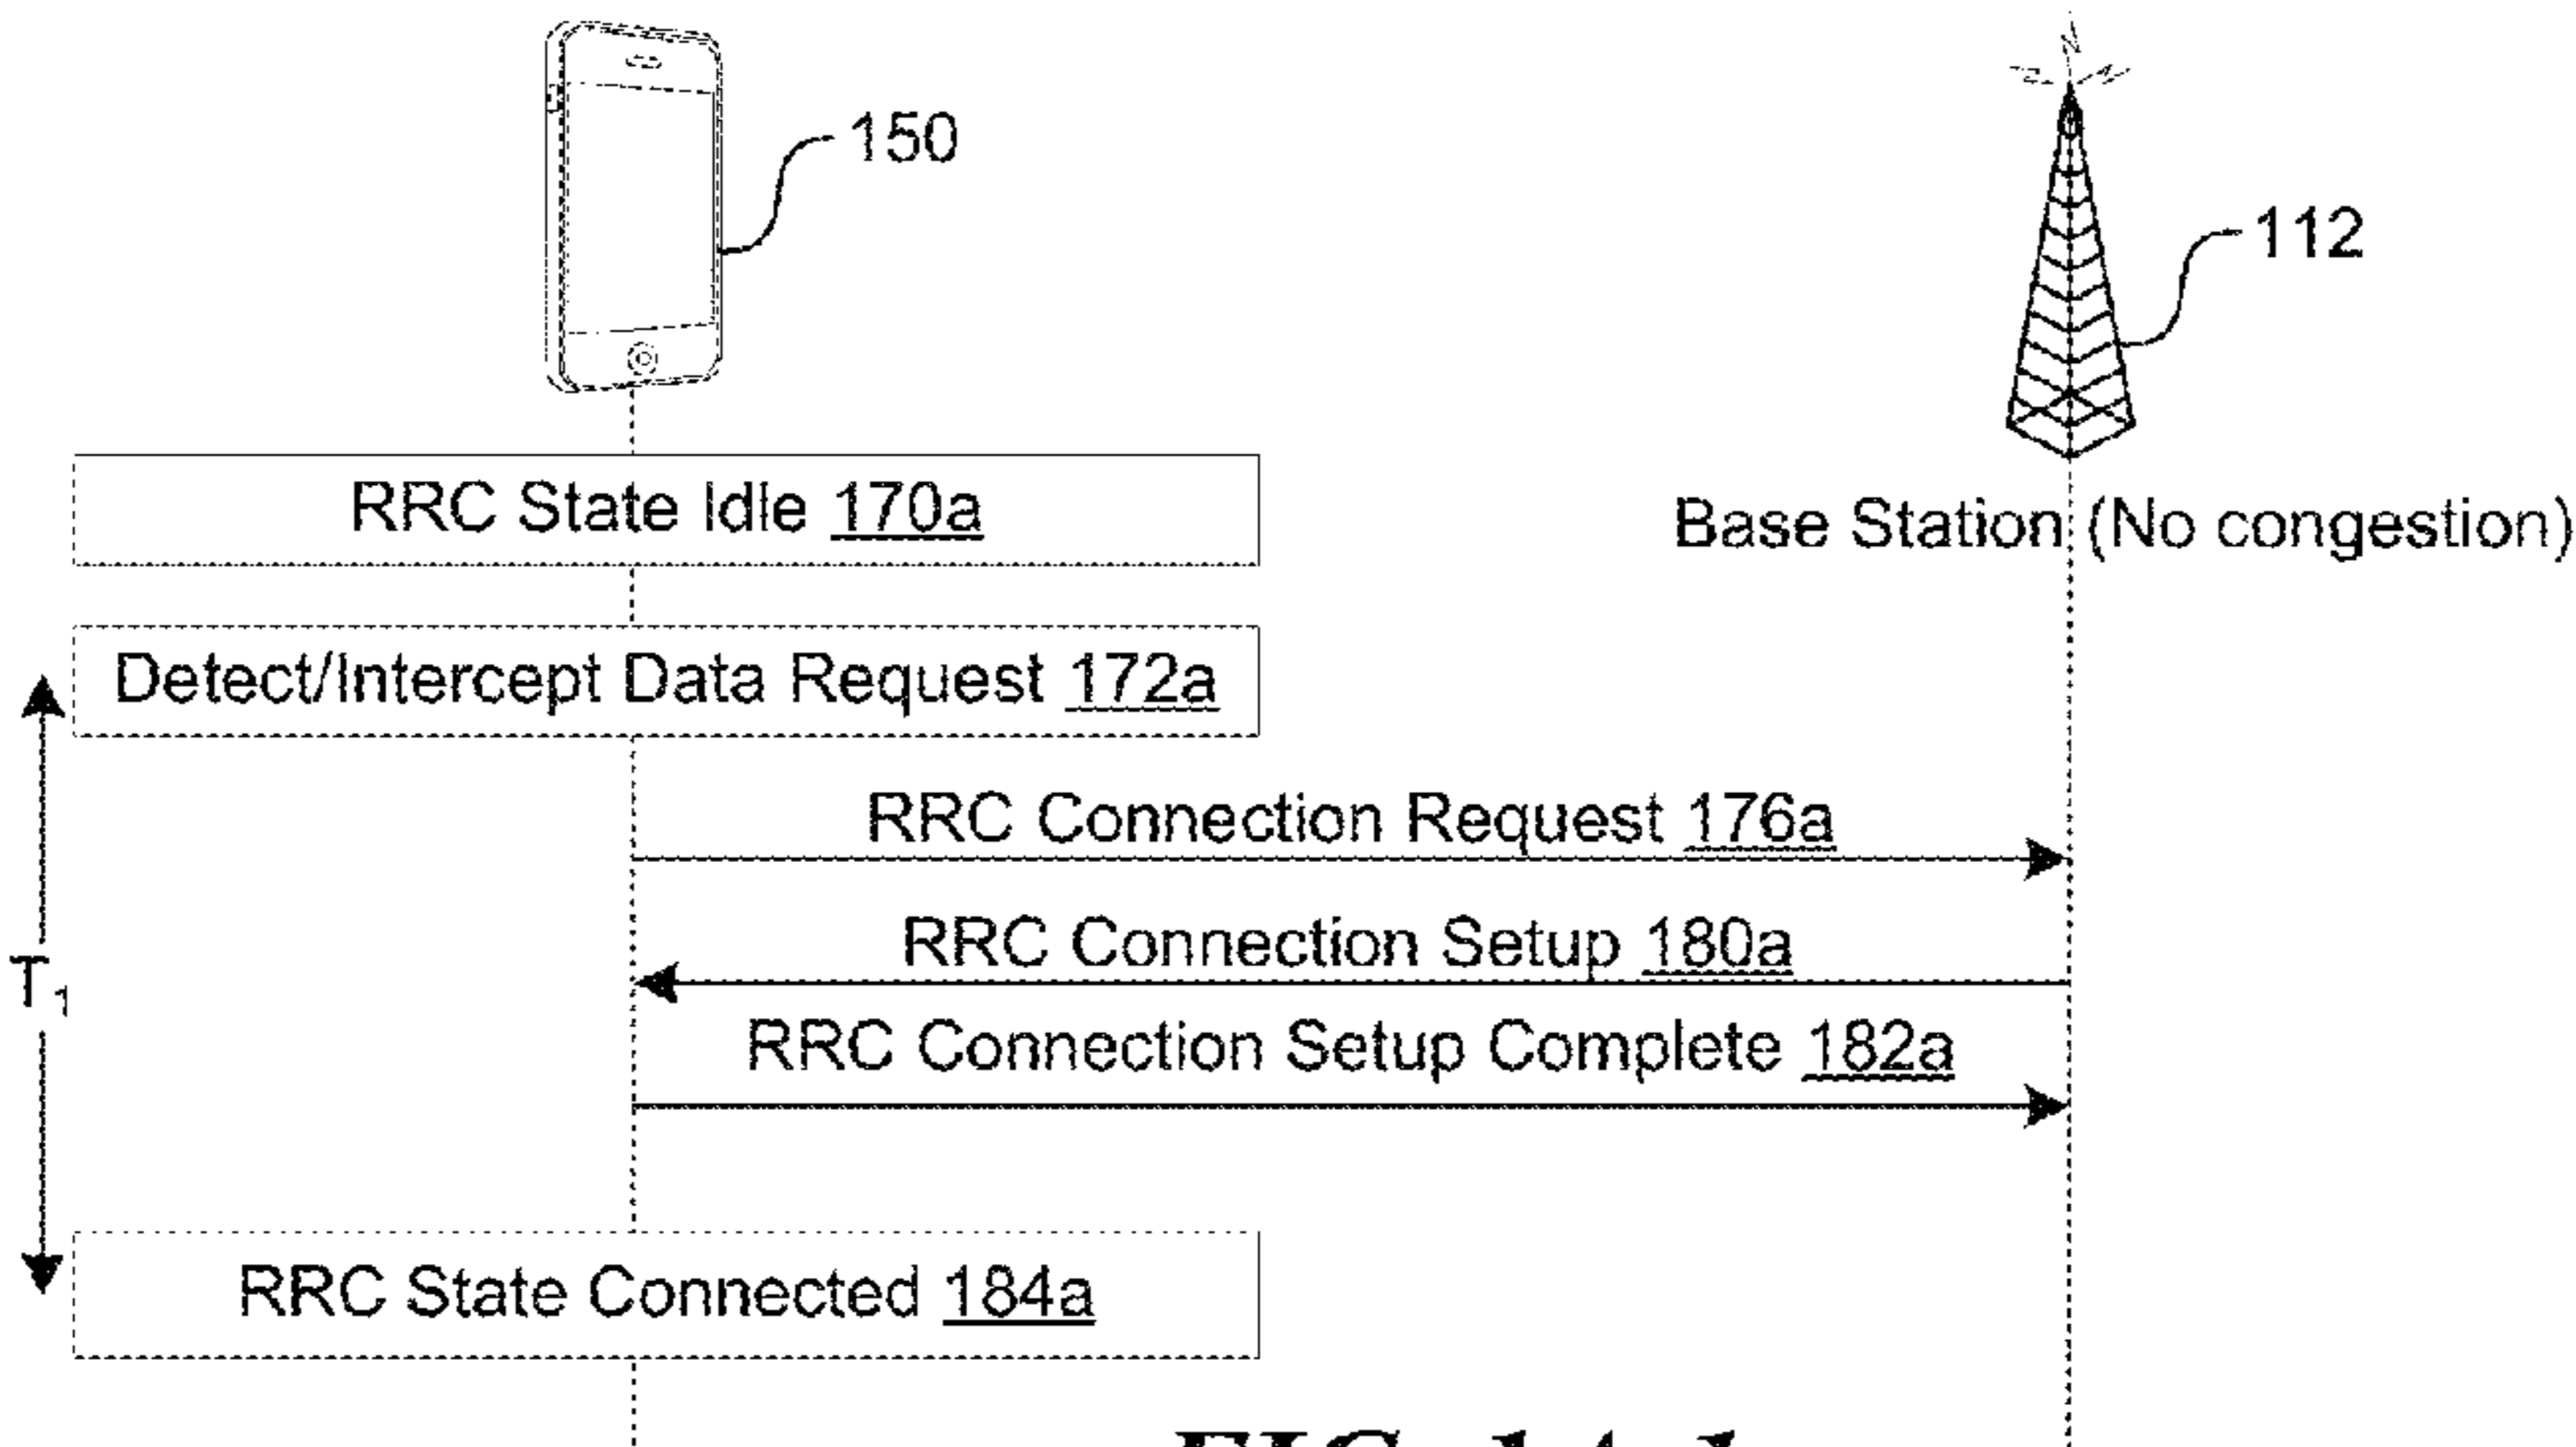 150
112
RRC State Idle 170a
Base Station (No congestion)
Detect/Intercept Data Request 172a
RRC Connection Request 176a
RRC Connection Setup 180a
T1
RRC Connection Setup Complete 182a
RRC State Connected 184a